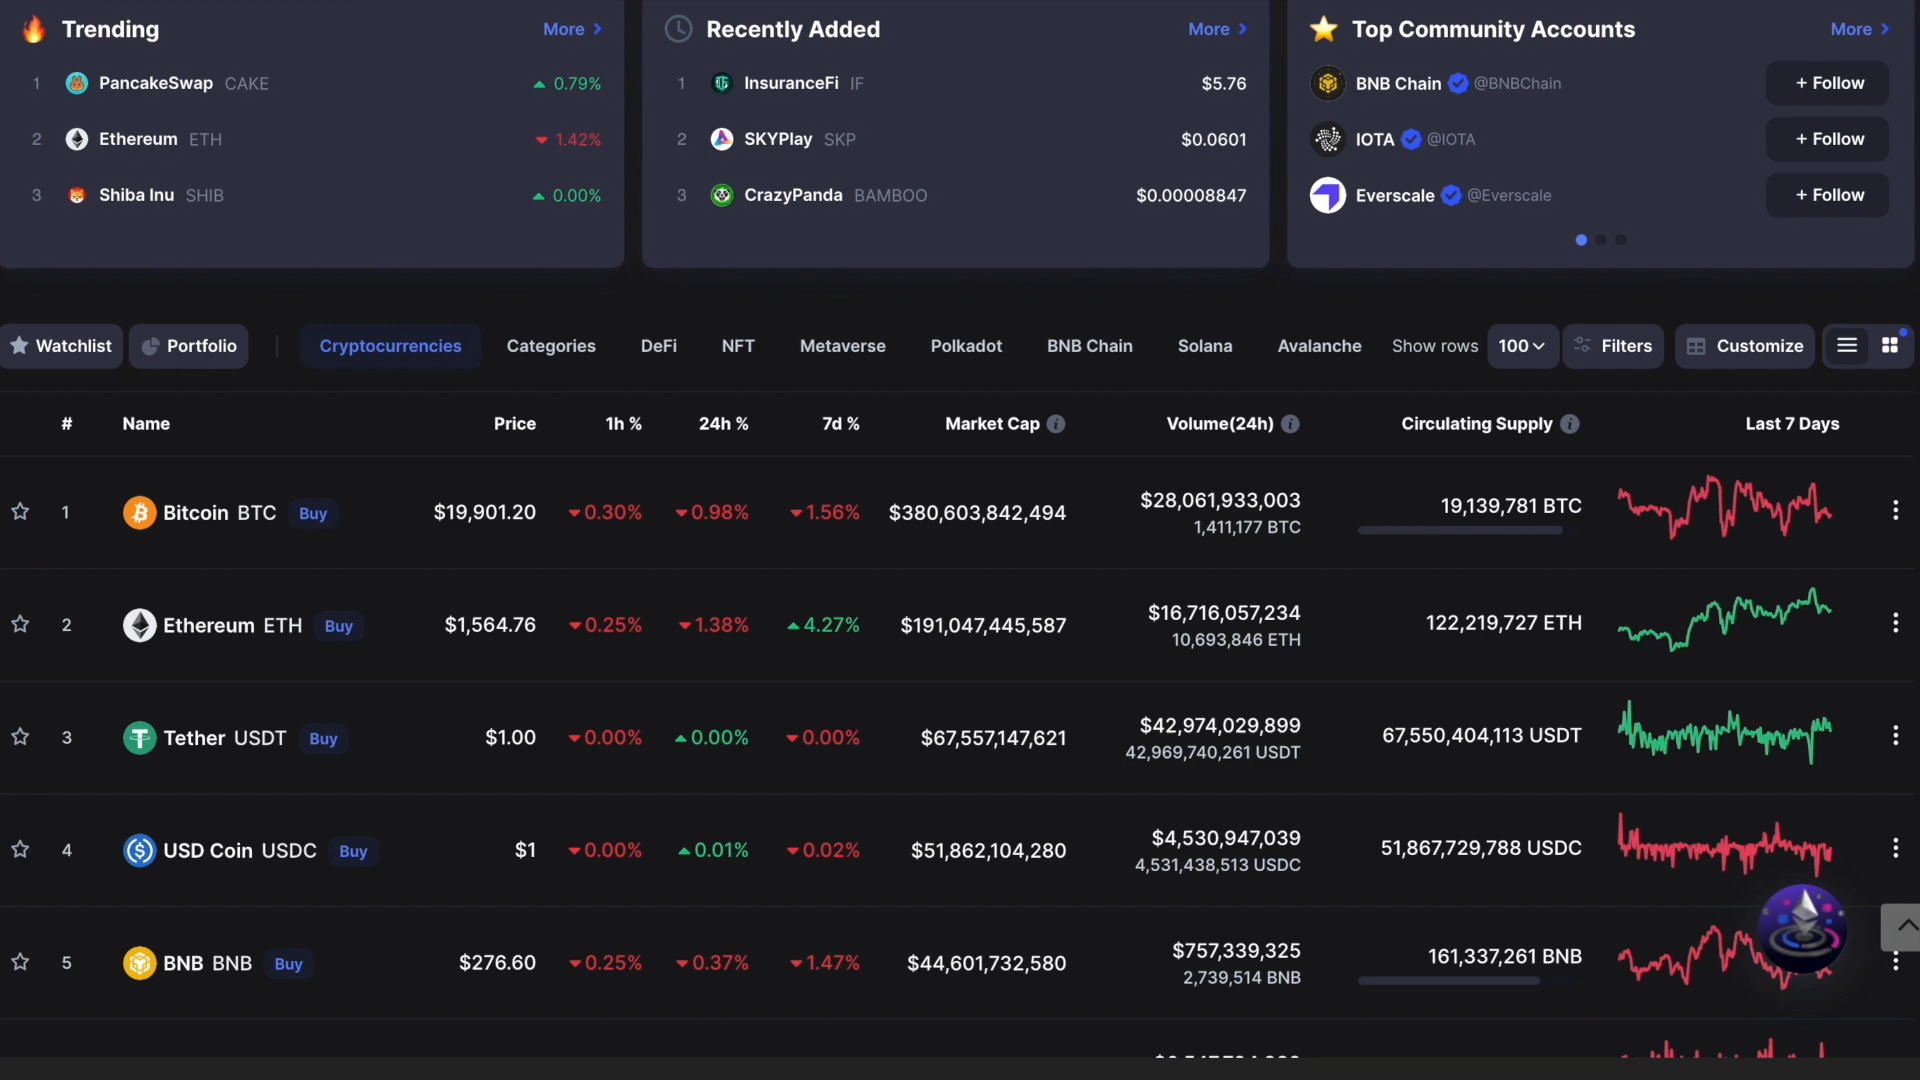 Trending More
1 PancakeSwap CAKE 0.79%
2 Ethereum ETH 1.42%
3 Shiba Inu SHIB 0.00%
Recently Added More
1 InsuranceFi IF $5.76
2 SKYPlay SKP $0.0601
3 CrazyPanda BAMBOO $0.00008847
Top Community Accounts More
BNB Chain @BNBChain + Follow
IOTA @IOTA + Follow
Everscale @Everscale + Follow
Watchlist Portfolio Cryptocurrencies Categories DeFi NFT Metaverse Polkadot BNB Chain Solana Avalanche Show rows 100 Filters Customize
# Name Price 1h % 24h % 7d % Market Cap Volume(24h) Circulating Supply Last 7 Days
1 Bitcoin BTC Buy $19,901.20 0.30% 0.98% 1.56% $380,603,842,494 $28,061,933,003 19,139,781 BTC
1,411,177 BTC
2 Ethereum ETH Buy $1,564.76 0.25% 1.38% 4.27% $191,047,445,587 $16,716,057,234 122,219,727 ETH
10,693,846 ETH
3 Tether USDT Buy $1.00 0.00% 0.00% 0.00% $67,557,147,621 $42,974,029,899 67,550,404,113 USDT
42,969,740,261 USDT
4 USD Coin USDC Buy $1 0.00% 0.01% 0.02% $51,862,104,280 $4,530,947,039 51,867,729,788 USDC
4,531,438,513 USDC
5 BNB BNB Buy $276.60 0.25% 0.37% 1.47% $44,601,732,580 $757,339,325 161,337,261 BNB
2,739,514 BNB